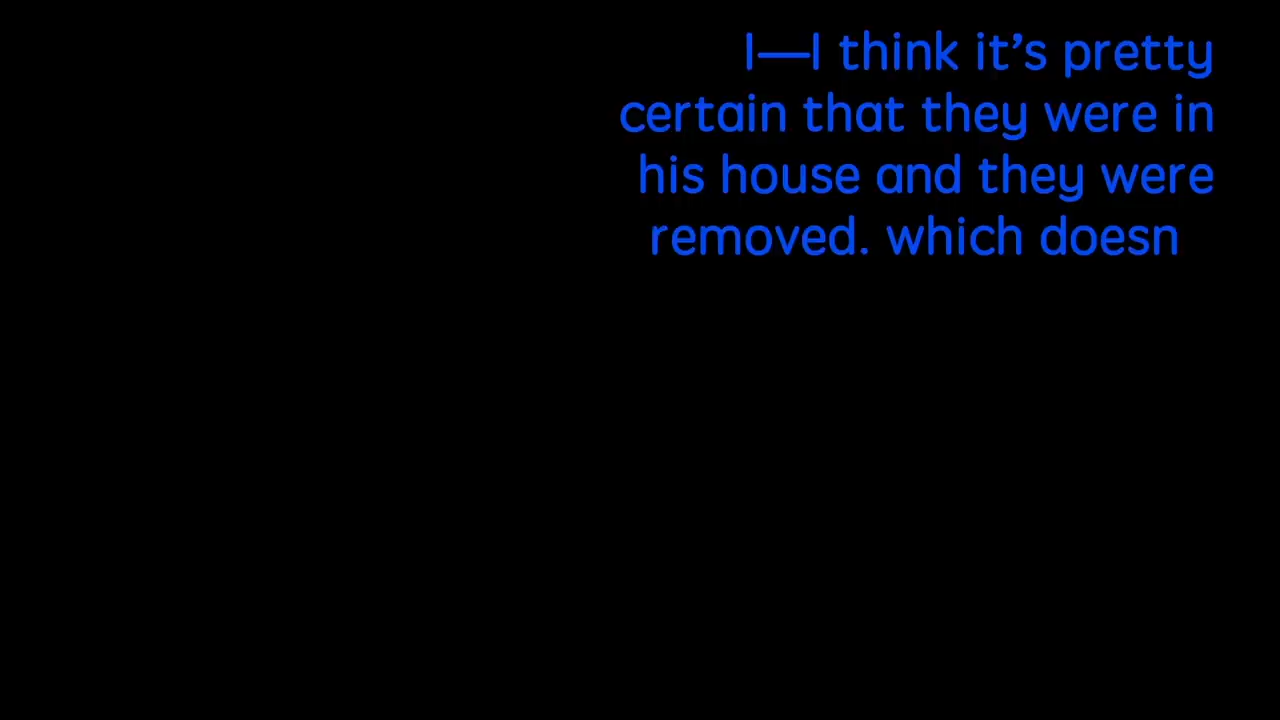 I—I think it’s pretty
certain that they were in
his house and they were
removed. which doesn